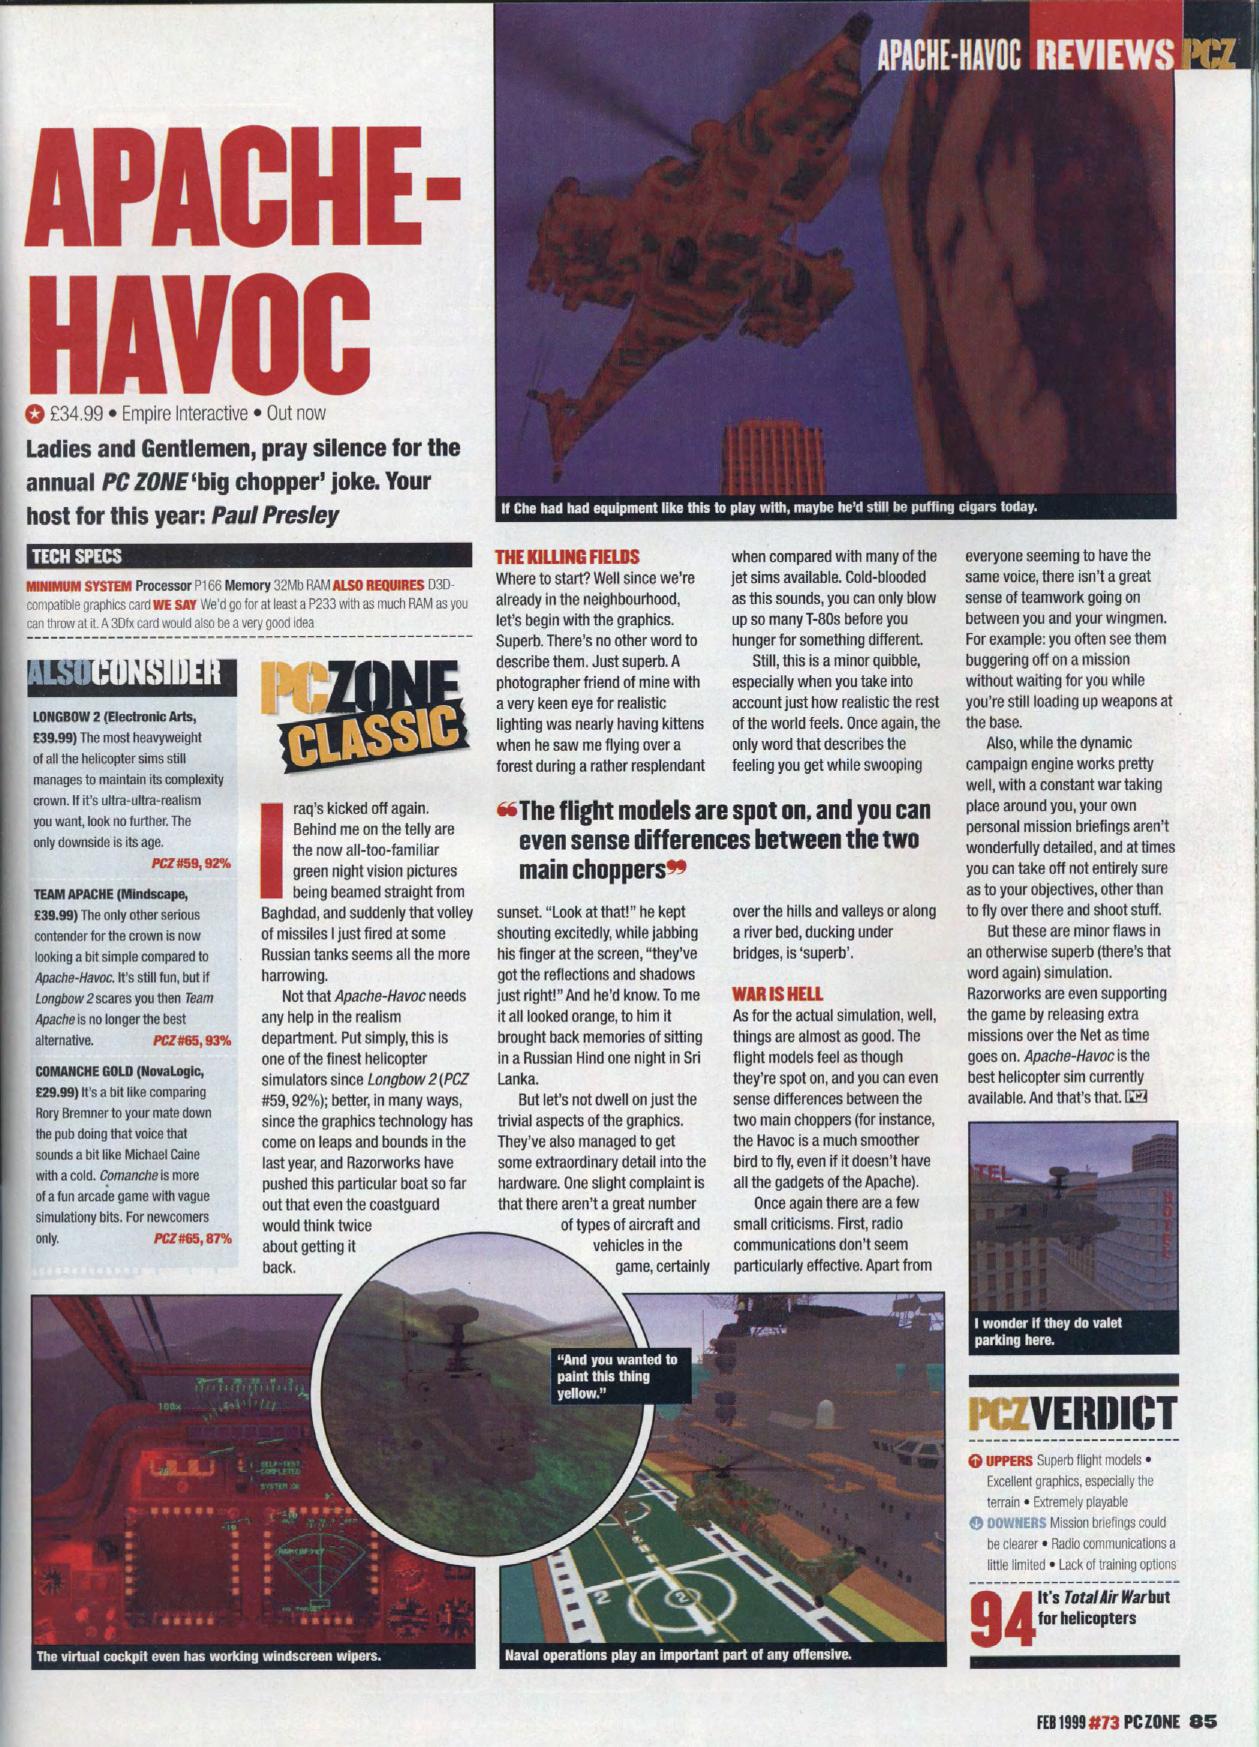 APACHE-HAVOC REVIEWS PCZ
APACHE-
HAVOC
£34.99 • Empire Interactive • Out now
Ladies and Gentlemen, pray silence for the
annual PC ZONE 'big chopper' joke. Your
host for this year: Paul Presley
If Che had had equipment like this to play with, maybe he'd still be puffing cigars today.
TECH SPECS
MINIMUM SYSTEM Processor P166 Memory 32Mb RAM ALSO REQUIRES D3D-
compatible graphics card WE SAY We'd go for at least a P233 with as much RAM as you
can throw at it. A 3Dfx card would also be a very good idea
ALSO CONSIDER
LONGBOW 2 (Electronic Arts,
£39.99) The most heavyweight
of all the helicopter sims still
manages to maintain its complexity
crown. If it's ultra-ultra-realism
you want, look no further. The
only downside is its age.
PCZ #59, 92%
TEAM APACHE (Mindscape,
£39.99) The only other serious
contender for the crown is now
looking a bit simple compared to
Apache-Havoc. It's still fun, but if
Longbow 2 scares you then Team
Apache is no longer the best
alternative. PCZ #65, 93%
COMANCHE GOLD (NovaLogic,
£29.99) It's a bit like comparing
Rory Bremner to your mate down
the pub doing that voice that
sounds a bit like Michael Caine
with a cold. Comanche is more
of a fun arcade game with vague
simulationy bits. For newcomers
only. PCZ #65, 87%
PCZONE
CLASSIC
Iraq's kicked off again.
Behind me on the telly are
the now all-too-familiar
green night vision pictures
being beamed straight from
Baghdad, and suddenly that volley
of missiles I just fired at some
Russian tanks seems all the more
harrowing.
Not that Apache-Havoc needs
any help in the realism
department. Put simply, this is
one of the finest helicopter
simulators since Longbow 2 (PCZ
#59, 92%); better, in many ways,
since the graphics technology has
come on leaps and bounds in the
last year, and Razorworks have
pushed this particular boat so far
out that even the coastguard
would think twice
about getting it
back.
THE KILLING FIELDS
Where to start? Well since we're
already in the neighbourhood,
let's begin with the graphics.
Superb. There's no other word to
describe them. Just superb. A
photographer friend of mine with
a very keen eye for realistic
lighting was nearly having kittens
when he saw me flying over a
forest during a rather resplendant
“The flight models are spot on, and you can
even sense differences between the two
main choppers”
sunset. "Look at that!" he kept
shouting excitedly, while jabbing
his finger at the screen, "they've
got the reflections and shadows
just right!" And he'd know. To me
it all looked orange, to him it
brought back memories of sitting
in a Russian Hind one night in Sri
Lanka.
But let's not dwell on just the
trivial aspects of the graphics.
They've also managed to get
some extraordinary detail into the
hardware. One slight complaint is
that there aren't a great number
of types of aircraft and
vehicles in the
game, certainly
when compared with many of the
jet sims available. Cold-blooded
as this sounds, you can only blow
up so many T-80s before you
hunger for something different.
Still, this is a minor quibble,
especially when you take into
account just how realistic the rest
of the world feels. Once again, the
only word that describes the
feeling you get while swooping
over the hills and valleys or along
a river bed, ducking under
bridges, is 'superb'.
WAR IS HELL
As for the actual simulation, well,
things are almost as good. The
flight models feel as though
they're spot on, and you can even
sense differences between the
two main choppers (for instance,
the Havoc is a much smoother
bird to fly, even if it doesn't have
all the gadgets of the Apache).
Once again there are a few
small criticisms. First, radio
communications don't seem
particularly effective. Apart from
everyone seeming to have the
same voice, there isn't a great
sense of teamwork going on
between you and your wingmen.
For example: you often see them
buggering off on a mission
without waiting for you while
you're still loading up weapons at
the base.
Also, while the dynamic
campaign engine works pretty
well, with a constant war taking
place around you, your own
personal mission briefings aren't
wonderfully detailed, and at times
you can take off not entirely sure
as to your objectives, other than
to fly over there and shoot stuff.
But these are minor flaws in
an otherwise superb (there's that
word again) simulation.
Razorworks are even supporting
the game by releasing extra
missions over the Net as time
goes on. Apache-Havoc is the
best helicopter sim currently
available. And that's that. PCZ
TEL
HOTEL
I wonder if they do valet
parking here.
100%
SELF-TEST
COMPLETED
SYSTEM OK
The virtual cockpit even has working windscreen wipers.
"And you wanted to
paint this thing
yellow."
2
2
Naval operations play an important part of any offensive.
PCZ VERDICT
UPPERS Superb flight models •
Excellent graphics, especially the
terrain • Extremely playable
DOWNERS Mission briefings could
be clearer • Radio communications a
little limited • Lack of training options
94 It's Total Air War but
for helicopters
FEB 1999 #73 PC ZONE 85